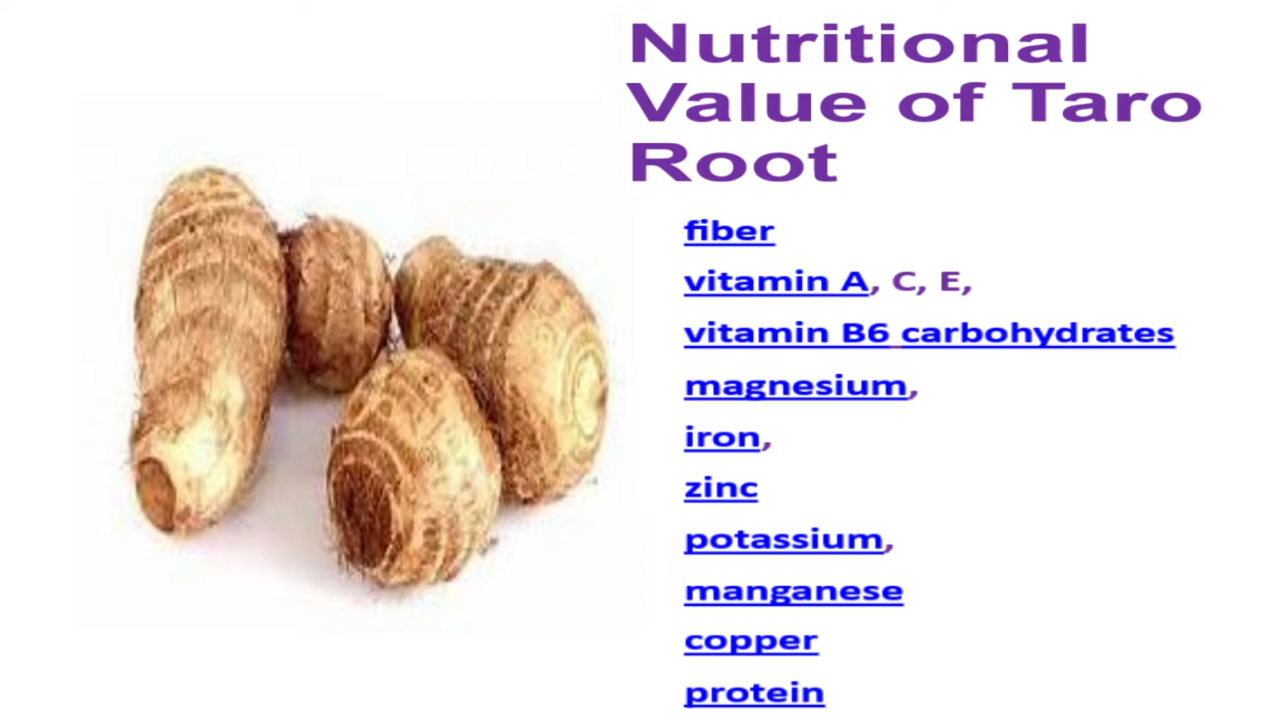 Nutritional
Value of Taro
Root
fiber
vitamin A, C, E,
vitamin B6 carbohydrates
magnesium,
iron,
zinc
potassium,
manganese
copper
protein